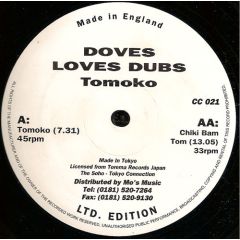 Made in England
DOVES
LOVES DUBS
Tomoko
CC 021
A:
Tomoko (7.31)
45rpm
AA:
Chiki Bam
Tom (13.05)
33rpm
Made in Tokyo
Licensed from Torema Records Japan
The Soho - Tokyo Connection
Distributed by Mo's Music
Tel: (0181) 520-7264
Fax: (0181) 520-9130
LTD. EDITION